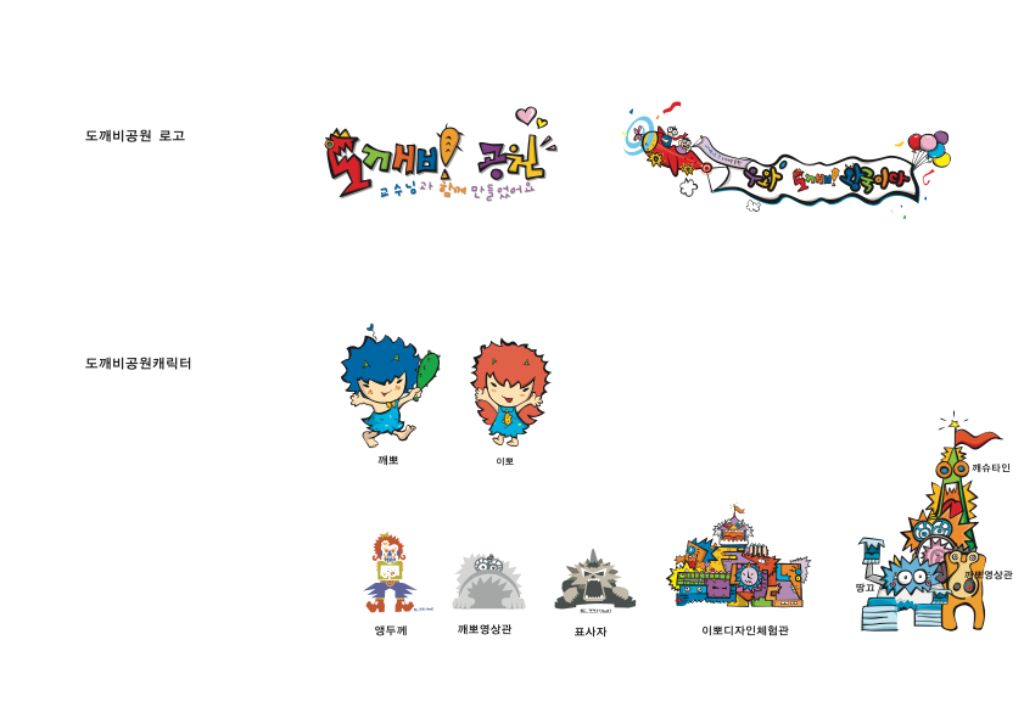 도깨비공원 로고
도깨비! 공원
교수님과 함께 만들었어요
우와 도깨비! 왕국이다
도깨비공원캐릭터
깨뽀
이뽀
깨슈타인
깨뽀영상관
땅끄
앵두께
깨뽀영상관
표사자
이뽀디자인체험관